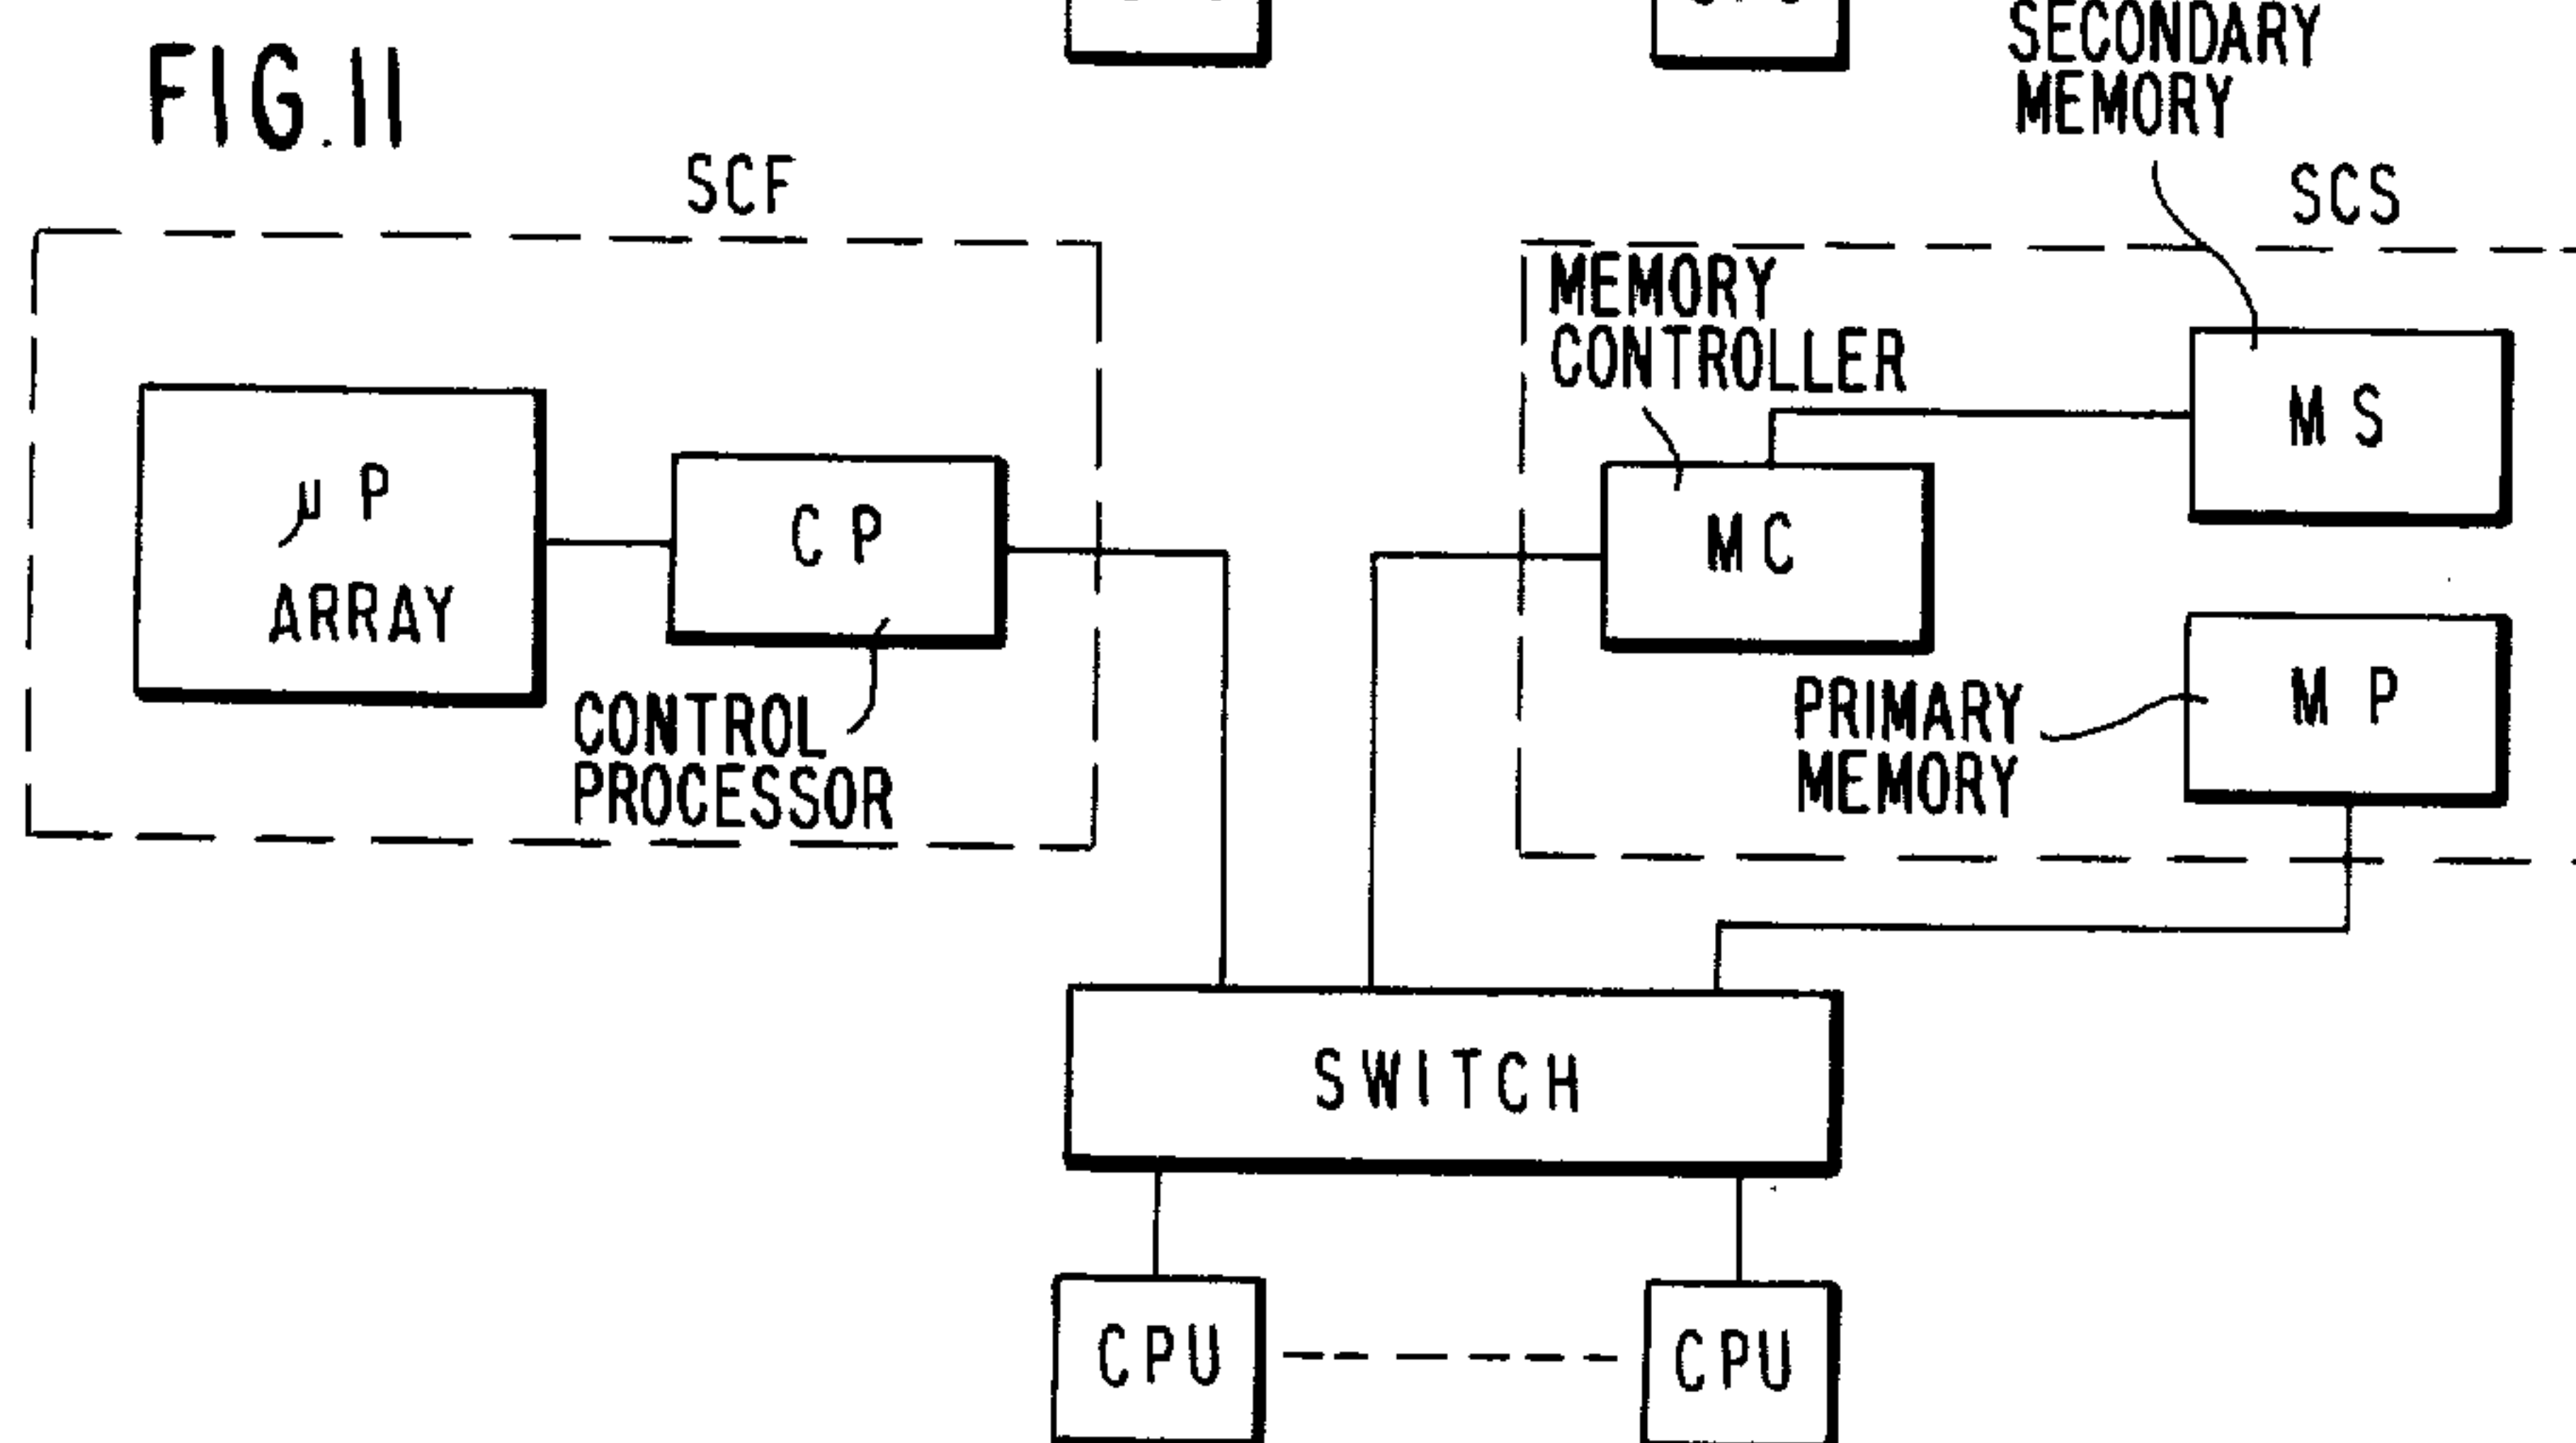 SECONDARY
MEMORY
FIG.11
SCF
SCS
MEMORY
CONTROLLER
MS
μP
ARRAY
CP
MC
CONTROL
PROCESSOR
PRIMARY
MEMORY
MP
SWITCH
CPU
CPU